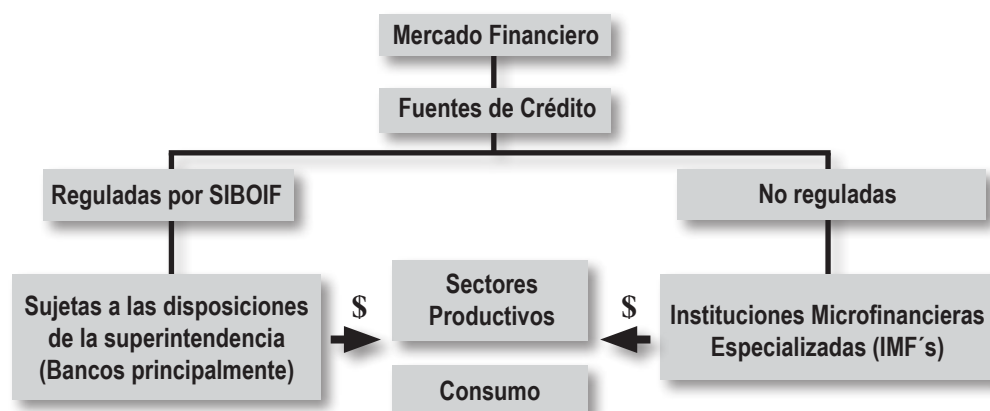 Mercado Financiero
Fuentes de Crédito
Reguladas por SIBOIF
No reguladas
Sujetas a las disposiciones
de la superintendencia
(Bancos principalmente)
$
Sectores
Productivos
$
Instituciones Microfinancieras
Especializadas (IMF´s)
Consumo